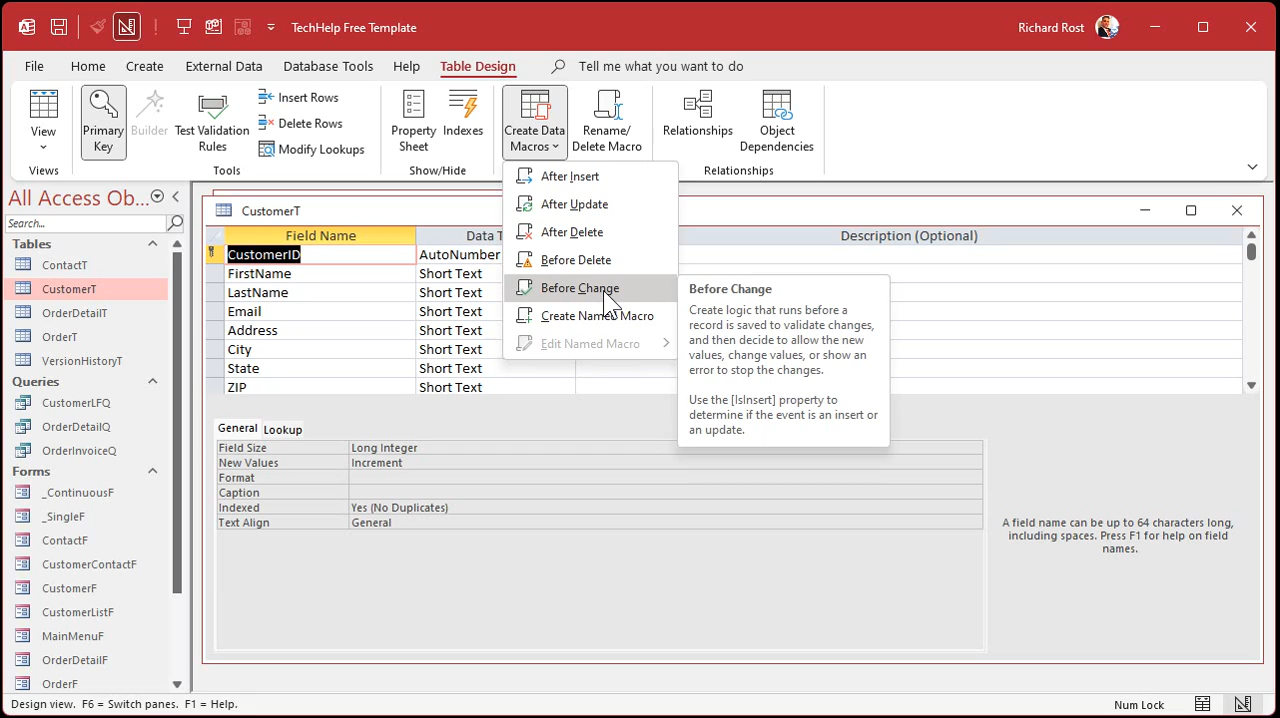 TechHelp Free Template
Richard Rost
File Home Create External Data Database Tools Help Table Design Tell me what you want to do
View
Views
Primary Key
Builder
Test Validation Rules
Insert Rows
Delete Rows
Modify Lookups
Tools
Property Sheet
Indexes
Show/Hide
Create Data Macros
Rename/ Delete Macro
Relationships
Object Dependencies
Relationships
After Insert
After Update
After Delete
Before Delete
Before Change
Create Named Macro
Edit Named Macro
Before Change
Create logic that runs before a
record is saved to validate changes,
and then decide to allow the new
values, change values, or show an
error to stop the changes.
Use the [IsInsert] property to
determine if the event is an insert or
an update.
All Access Ob...
Search...
Tables
ContactT
CustomerT
OrderDetailT
OrderT
VersionHistoryT
Queries
CustomerLFQ
OrderDetailQ
OrderInvoiceQ
Forms
_ContinuousF
_SingleF
ContactF
CustomerContactF
CustomerF
CustomerListF
MainMenuF
OrderDetailF
OrderF
CustomerT
Field Name Data T Description (Optional)
CustomerID AutoNumber
FirstName Short Text
LastName Short Text
Email Short Text
Address Short Text
City Short Text
State Short Text
ZIP Short Text
General Lookup
Field Size Long Integer
New Values Increment
Format
Caption
Indexed Yes (No Duplicates)
Text Align General
A field name can be up to 64 characters long,
including spaces. Press F1 for help on field
names.
Design view. F6 = Switch panes. F1 = Help.
Num Lock